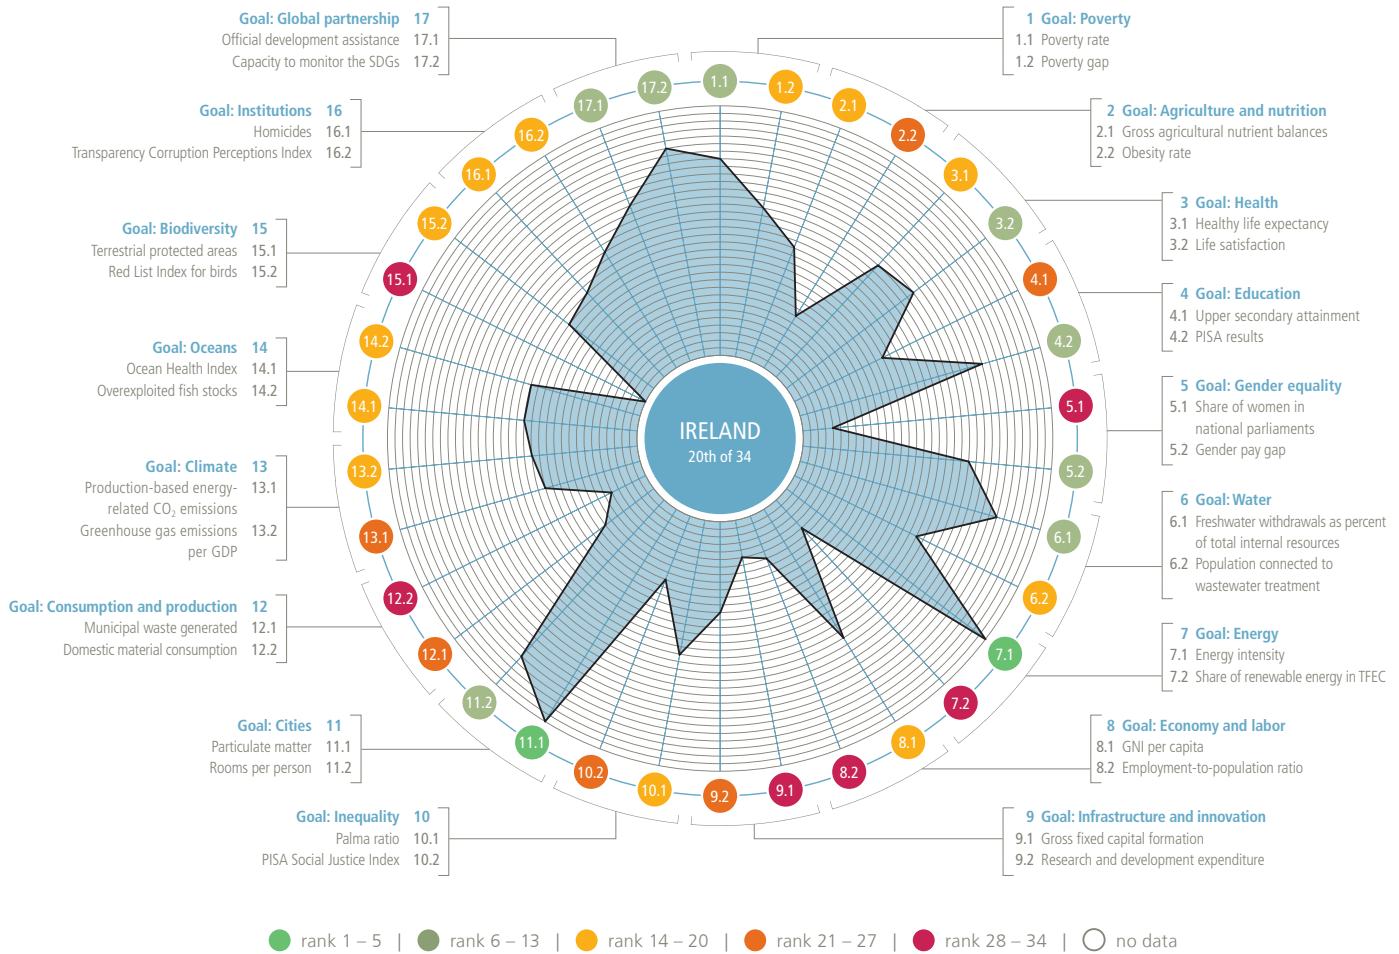 Goal: Global partnership 17
Official development assistance 17.1
Capacity to monitor the SDGs 17.2
1 Goal: Poverty
1.1 Poverty rate
1.2 Poverty gap
Goal: Institutions 16
Homicides 16.1
Transparency Corruption Perceptions Index 16.2
2 Goal: Agriculture and nutrition
2.1 Gross agricultural nutrient balances
2.2 Obesity rate
Goal: Biodiversity 15
Terrestrial protected areas 15.1
Red List Index for birds 15.2
3 Goal: Health
3.1 Healthy life expectancy
3.2 Life satisfaction
Goal: Oceans 14
Ocean Health Index 14.1
Overexploited fish stocks 14.2
4 Goal: Education
4.1 Upper secondary attainment
4.2 PISA results
Goal: Climate 13
Production-based energy- 13.1
related CO₂ emissions
Greenhouse gas emissions 13.2
per GDP
5 Goal: Gender equality
5.1 Share of women in
national parliaments
5.2 Gender pay gap
6 Goal: Water
6.1 Freshwater withdrawals as percent
of total internal resources
6.2 Population connected to
wastewater treatment
Goal: Consumption and production 12
Municipal waste generated 12.1
Domestic material consumption 12.2
7 Goal: Energy
7.1 Energy intensity
7.2 Share of renewable energy in TFEC
Goal: Cities 11
Particulate matter 11.1
Rooms per person 11.2
8 Goal: Economy and labor
8.1 GNI per capita
8.2 Employment-to-population ratio
Goal: Inequality 10
Palma ratio 10.1
PISA Social Justice Index 10.2
9 Goal: Infrastructure and innovation
9.1 Gross fixed capital formation
9.2 Research and development expenditure
1.1
1.2
2.1
2.2
3.1
3.2
4.1
4.2
5.1
5.2
6.1
6.2
7.1
7.2
8.1
8.2
9.1
9.2
10.1
10.2
11.1
11.2
12.1
12.2
13.1
13.2
14.1
14.2
15.1
15.2
16.1
16.2
17.1
17.2
IRELAND
20th of 34
rank 1 – 5 | rank 6 – 13 | rank 14 – 20 | rank 21 – 27 | rank 28 – 34 | no data